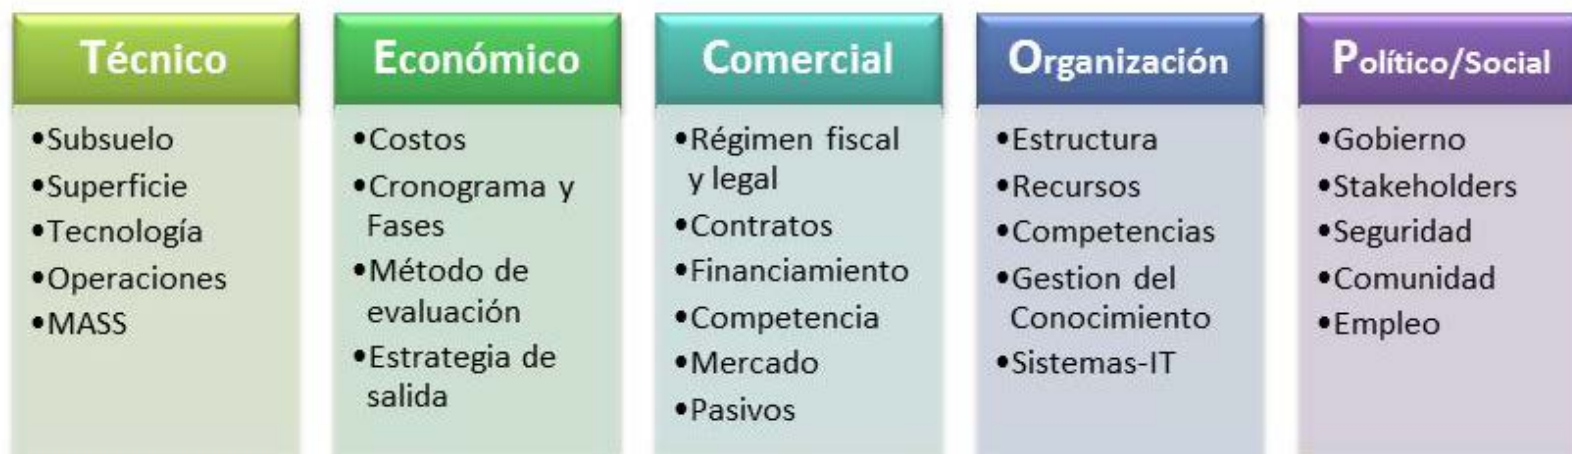 Técnico
•Subsuelo
•Superficie
•Tecnología
•Operaciones
•MASS
Económico
•Costos
•Cronograma y
Fases
•Método de
evaluación
•Estrategia de
salida
Comercial
•Régimen fiscal
y legal
•Contratos
•Financiamiento
•Competencia
•Mercado
•Pasivos
Organización
•Estructura
•Recursos
•Competencias
•Gestion del
Conocimiento
•Sistemas-IT
Político/Social
•Gobierno
•Stakeholders
•Seguridad
•Comunidad
•Empleo